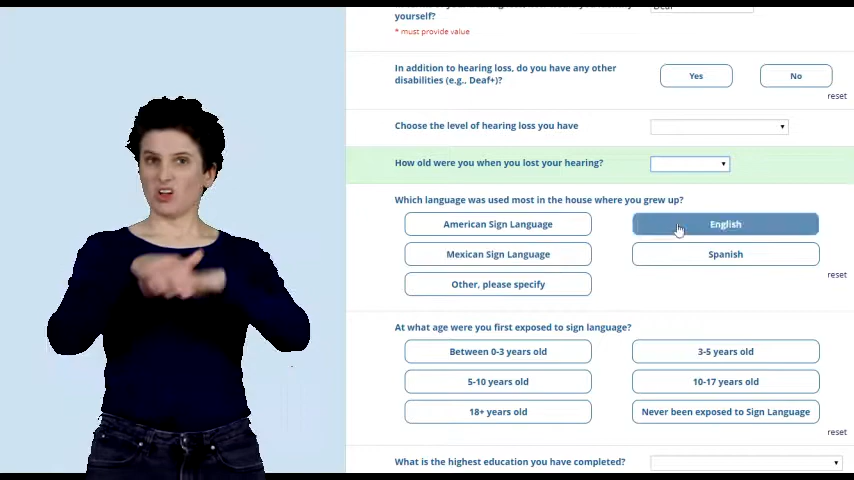 yourself?
* must provide value
In addition to hearing loss, do you have any other
disabilities (e.g., Deaf+)?
Yes
No
reset
Choose the level of hearing loss you have
How old were you when you lost your hearing?
Which language was used most in the house where you grew up?
American Sign Language
English
Mexican Sign Language
Spanish
Other, please specify
reset
At what age were you first exposed to sign language?
Between 0-3 years old
3-5 years old
5-10 years old
10-17 years old
18+ years old
Never been exposed to Sign Language
reset
What is the highest education you have completed?